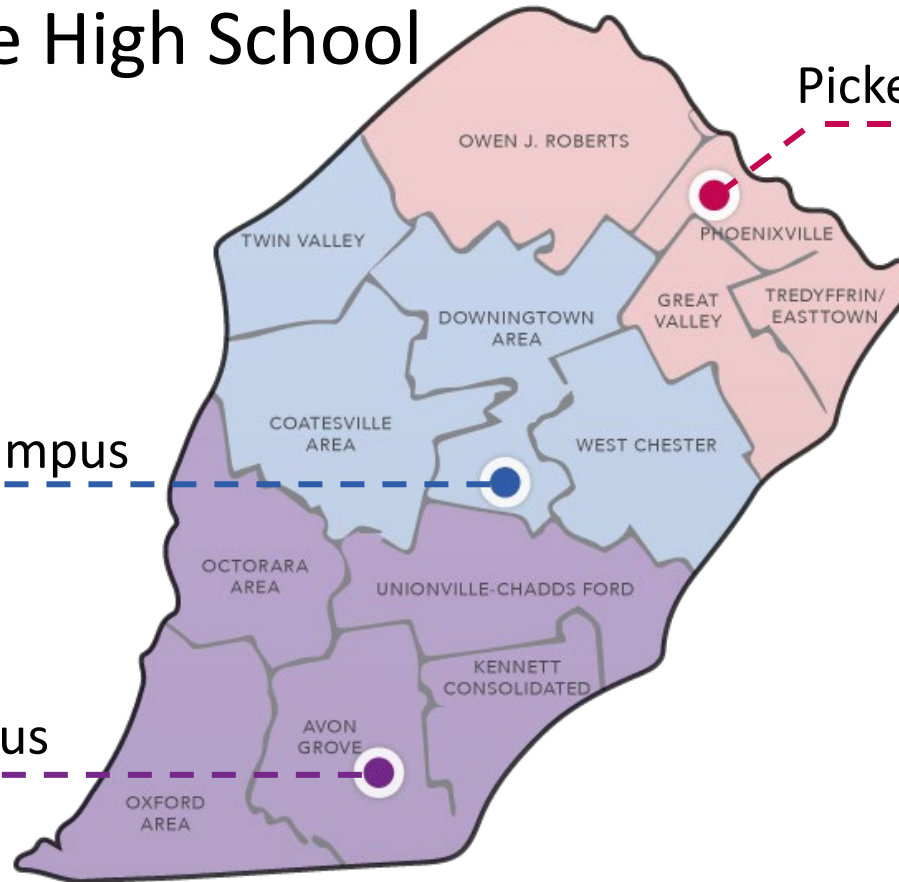 e High School
Picke
OWEN J. ROBERTS
TWIN VALLEY
PHOENIXVILLE
GREAT
VALLEY
TREDYFFRIN/
EASTTOWN
DOWNINGTOWN
AREA
COATESVILLE
AREA
WEST CHESTER
mpus
OCTORARA
AREA
UNIONVILLE-CHADDS FORD
KENNETT
CONSOLIDATED
AVON
GROVE
us
OXFORD
AREA